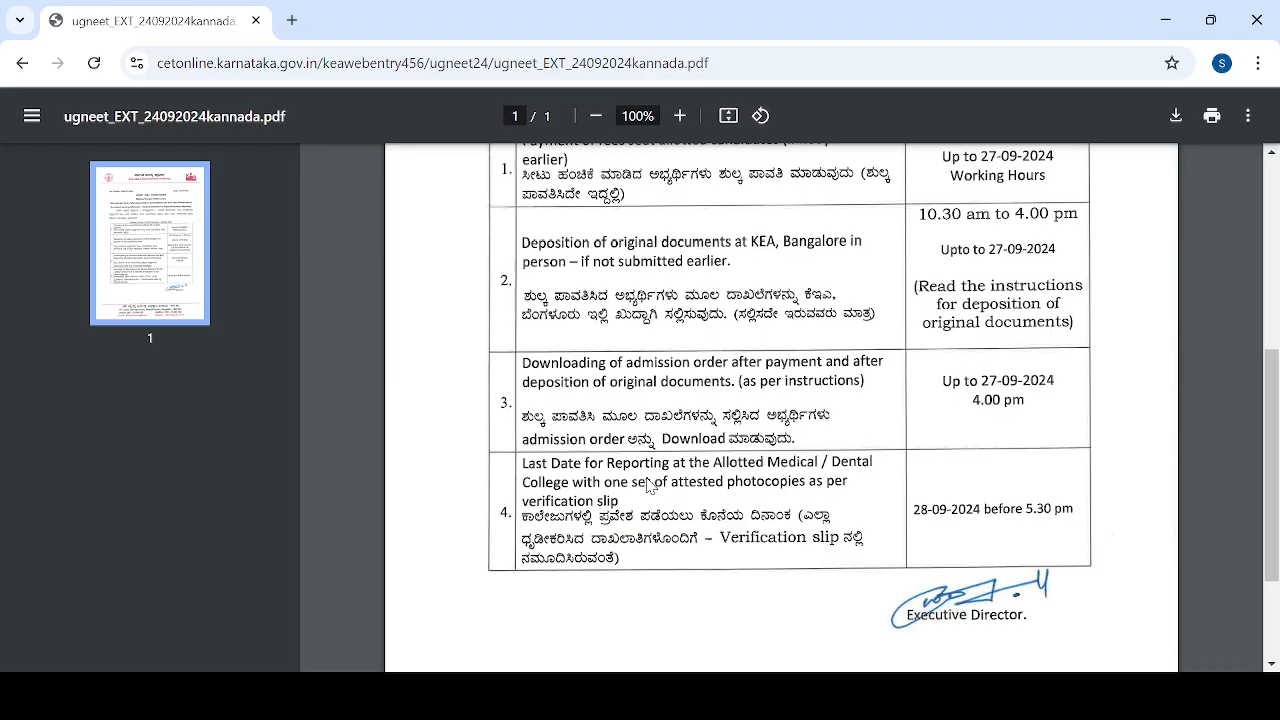 ugneet_EXT_24092024kannada
cetonline.karnataka.gov.in/keawebentry456/ugneet24/ugneet_EXT_24092024kannada.pdf
S
ugneet_EXT_24092024kannada.pdf
1 / 1
100%
1
1.
earlier)
ಸೀಟು ಹಂಚಿಕೆ ಮಾಡಿದ ಅಭ್ಯರ್ಥಿಗಳು ಶುಲ್ಕ ಪಾವತಿ ಮಾಡುವುದು (ಶುಲ್ಕ
ಪಾವತಿಸದೇ ಇದ್ದಲ್ಲಿ)
Up to 27-09-2024
Working Hours
2.
Deposition of original documents at KEA, Bangalore in
person – if not submitted earlier.
ಶುಲ್ಕ ಪಾವತಿಸಿದ ಅಭ್ಯರ್ಥಿಗಳು ಮೂಲ ದಾಖಲೆಗಳನ್ನು ಕೆಇಎ,
ಬೆಂಗಳೂರು ಇಲ್ಲಿ ಖುದ್ದಾಗಿ ಸಲ್ಲಿಸುವುದು. (ಸಲ್ಲಿಸದೇ ಇರುವವರು ಮಾತ್ರ)
10.30 am to 4.00 pm
Upto to 27-09-2024
(Read the instructions
for deposition of
original documents)
3.
Downloading of admission order after payment and after
deposition of original documents. (as per instructions)
ಶುಲ್ಕ ಪಾವತಿಸಿ ಮೂಲ ದಾಖಲೆಗಳನ್ನು ಸಲ್ಲಿಸಿದ ಅಭ್ಯರ್ಥಿಗಳು
admission order ಅನ್ನು Download ಮಾಡುವುದು.
Up to 27-09-2024
4.00 pm
4.
Last Date for Reporting at the Allotted Medical / Dental
College with one set of attested photocopies as per
verification slip
ಕಾಲೇಜುಗಳಲ್ಲಿ ಪ್ರವೇಶ ಪಡೆಯಲು ಕೊನೆಯ ದಿನಾಂಕ (ಎಲ್ಲಾ
ಧೃಡೀಕರಿಸಿದ ದಾಖಲಾತಿಗಳೊಂದಿಗೆ – Verification slip ನಲ್ಲಿ
ನಮೂದಿಸಿರುವಂತೆ)
28-09-2024 before 5.30 pm
Executive Director.